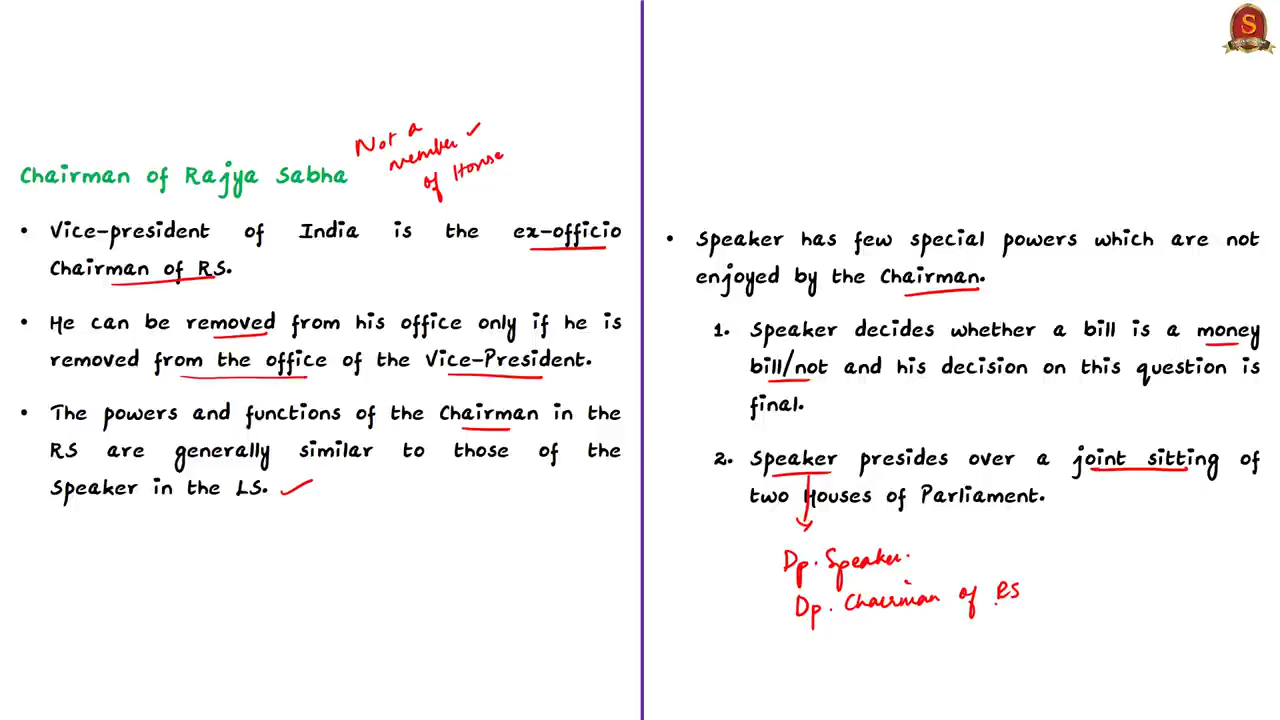 Not a
member ✓
of House
Chairman of Rajya Sabha
• Vice-president of India is the ex-officio
Chairman of RS.
• He can be removed from his office only if he is
removed from the office of the Vice-President.
• The powers and functions of the Chairman in the
RS are generally similar to those of the
Speaker in the LS. ✓
• Speaker has few special powers which are not
enjoyed by the Chairman.
1. Speaker decides whether a bill is a money
bill/not and his decision on this question is
final.
2. Speaker presides over a joint sitting of
two Houses of Parliament.
Dp. Speaker.
Dp. Chairman of RS
S